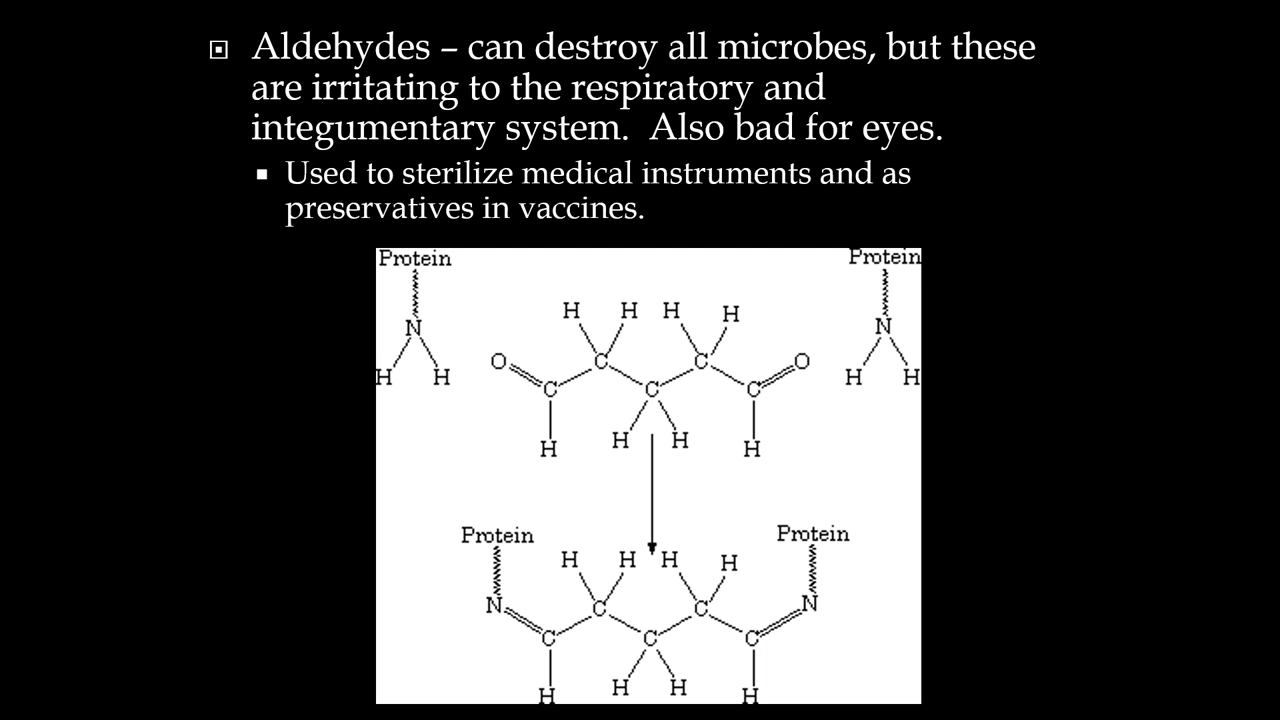 Aldehydes – can destroy all microbes, but these
are irritating to the respiratory and
integumentary system.  Also bad for eyes.
Used to sterilize medical instruments and as
preservatives in vaccines.
Protein Protein
H H H H
N N
O C C O
H H C C C H H
H H
H H
Protein Protein
H H H H
N C C N
C C C
H H
H H